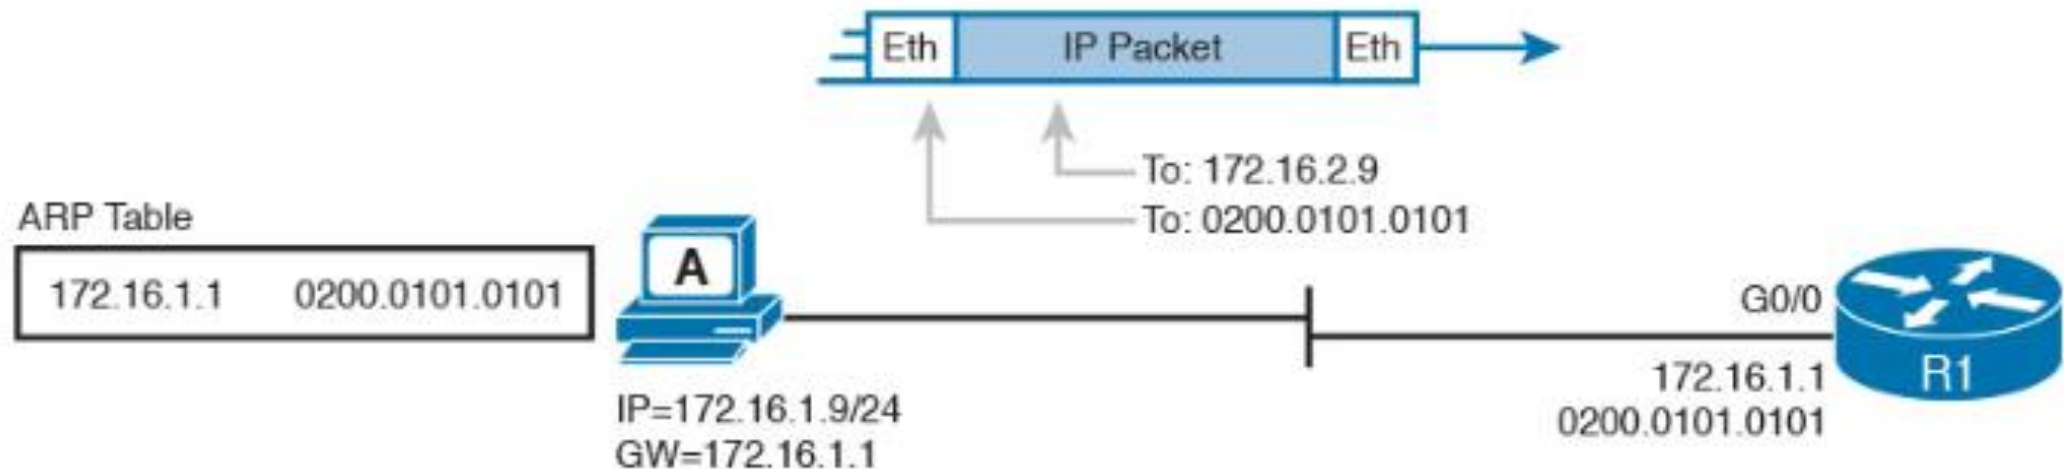 Eth IP Packet Eth
To: 172.16.2.9
To: 0200.0101.0101
ARP Table
172.16.1.1 0200.0101.0101
A
IP=172.16.1.9/24
GW=172.16.1.1
G0/0
R1
172.16.1.1
0200.0101.0101